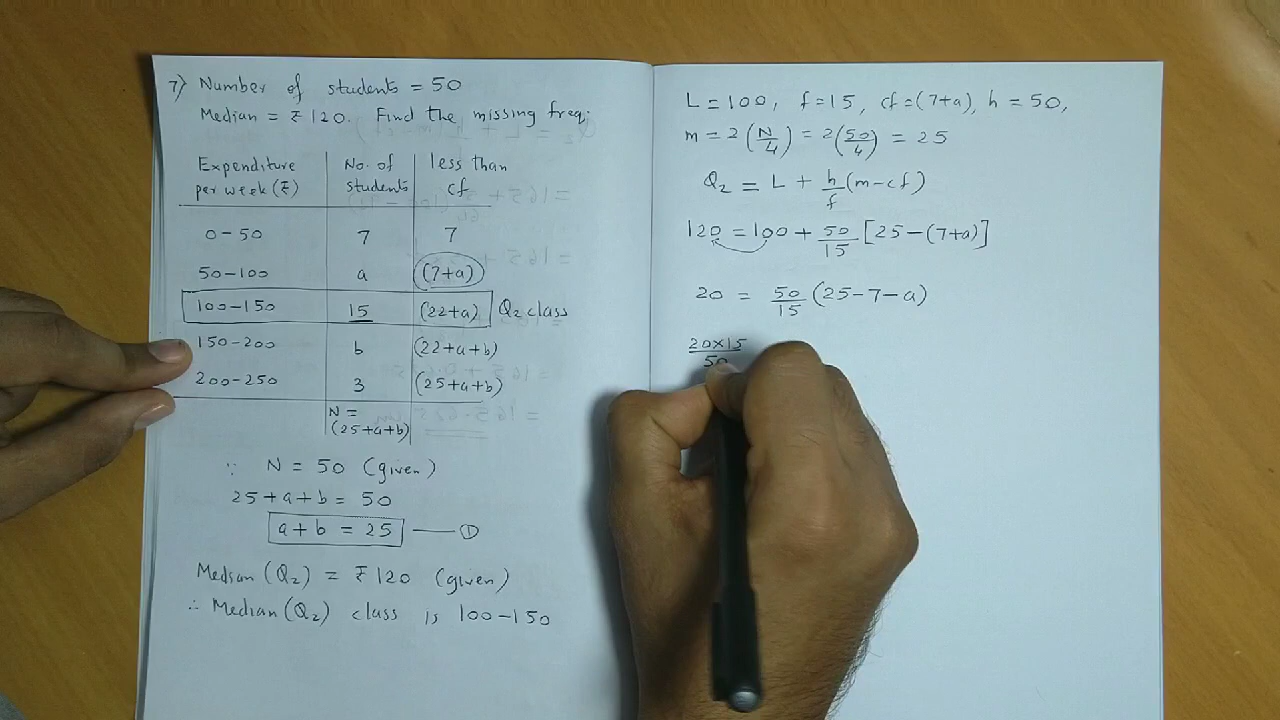 7) Number of students = 50
Median = ₹120. Find the missing freq.
Expenditure per week (₹) | No. of students | less than cf
0-50 | 7 | 7
50-100 | a | (7+a)
100-150 | 15 | (22+a) Q₂ class
150-200 | b | (22+a+b)
200-250 | 3 | (25+a+b)
N = (25+a+b)
∵ N = 50 (given)
25+a+b = 50
a+b = 25 —— ①
Median (Q₂) = ₹120 (given)
∴ Median (Q₂) class is 100-150
L=100, f=15, cf=(7+a), h=50,
m = 2(N/4) = 2(50/4) = 25
Q₂ = L + h/f (m-cf)
120 = 100 + 50/15 [25-(7+a)]
20 = 50/15 (25-7-a)
20×15/50